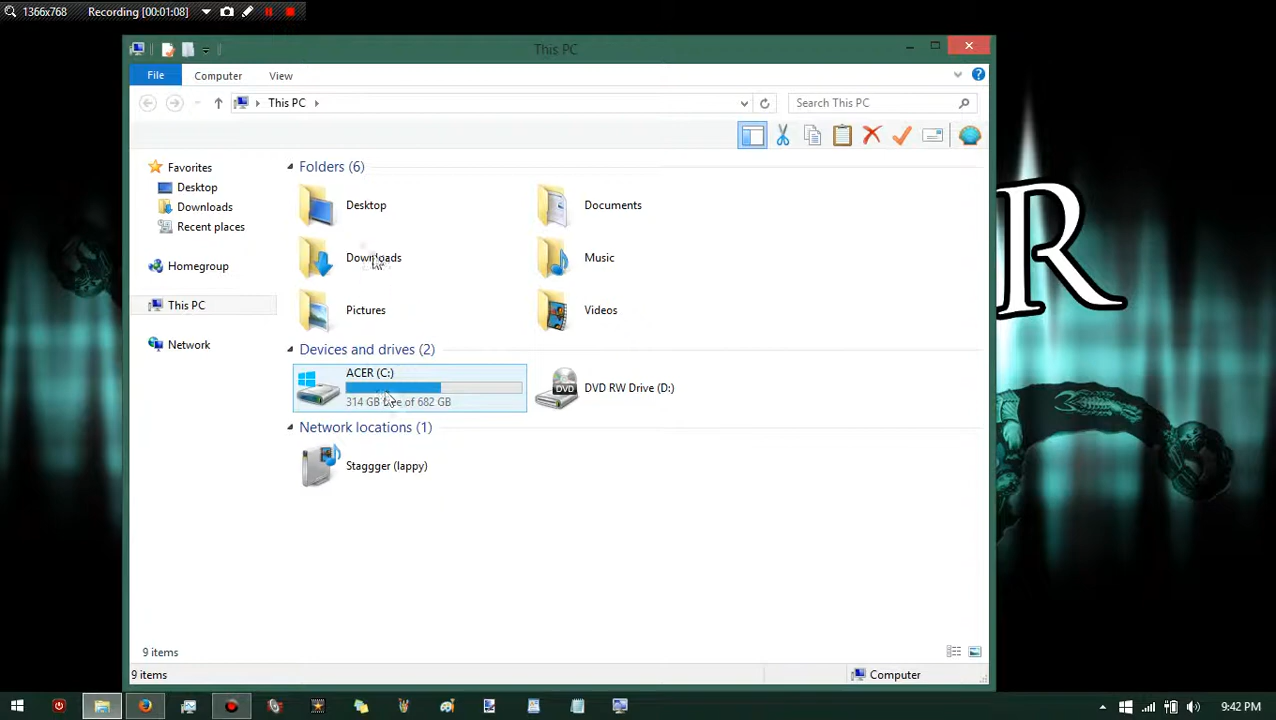 1366x768 Recording [00:01:08]
This PC
File Computer View
This PC
Search This PC
Favorites
Desktop
Downloads
Recent places
Homegroup
This PC
Network
Folders (6)
Desktop
Documents
Downloads
Music
Pictures
Videos
Devices and drives (2)
ACER (C:)
314 GB free of 682 GB
DVD
DVD RW Drive (D:)
Network locations (1)
Staggger (lappy)
9 items
9 items
Computer
R
9:42 PM